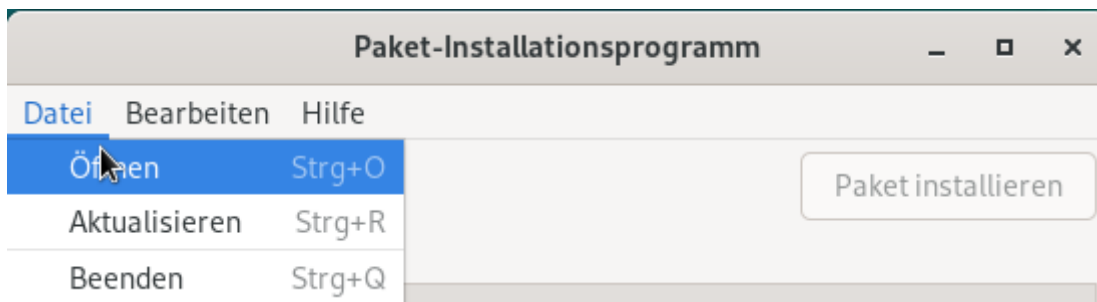 Paket-Installationsprogramm
Datei Bearbeiten Hilfe
Öffnen Strg+O
Paket installieren
Aktualisieren Strg+R
Beenden Strg+Q